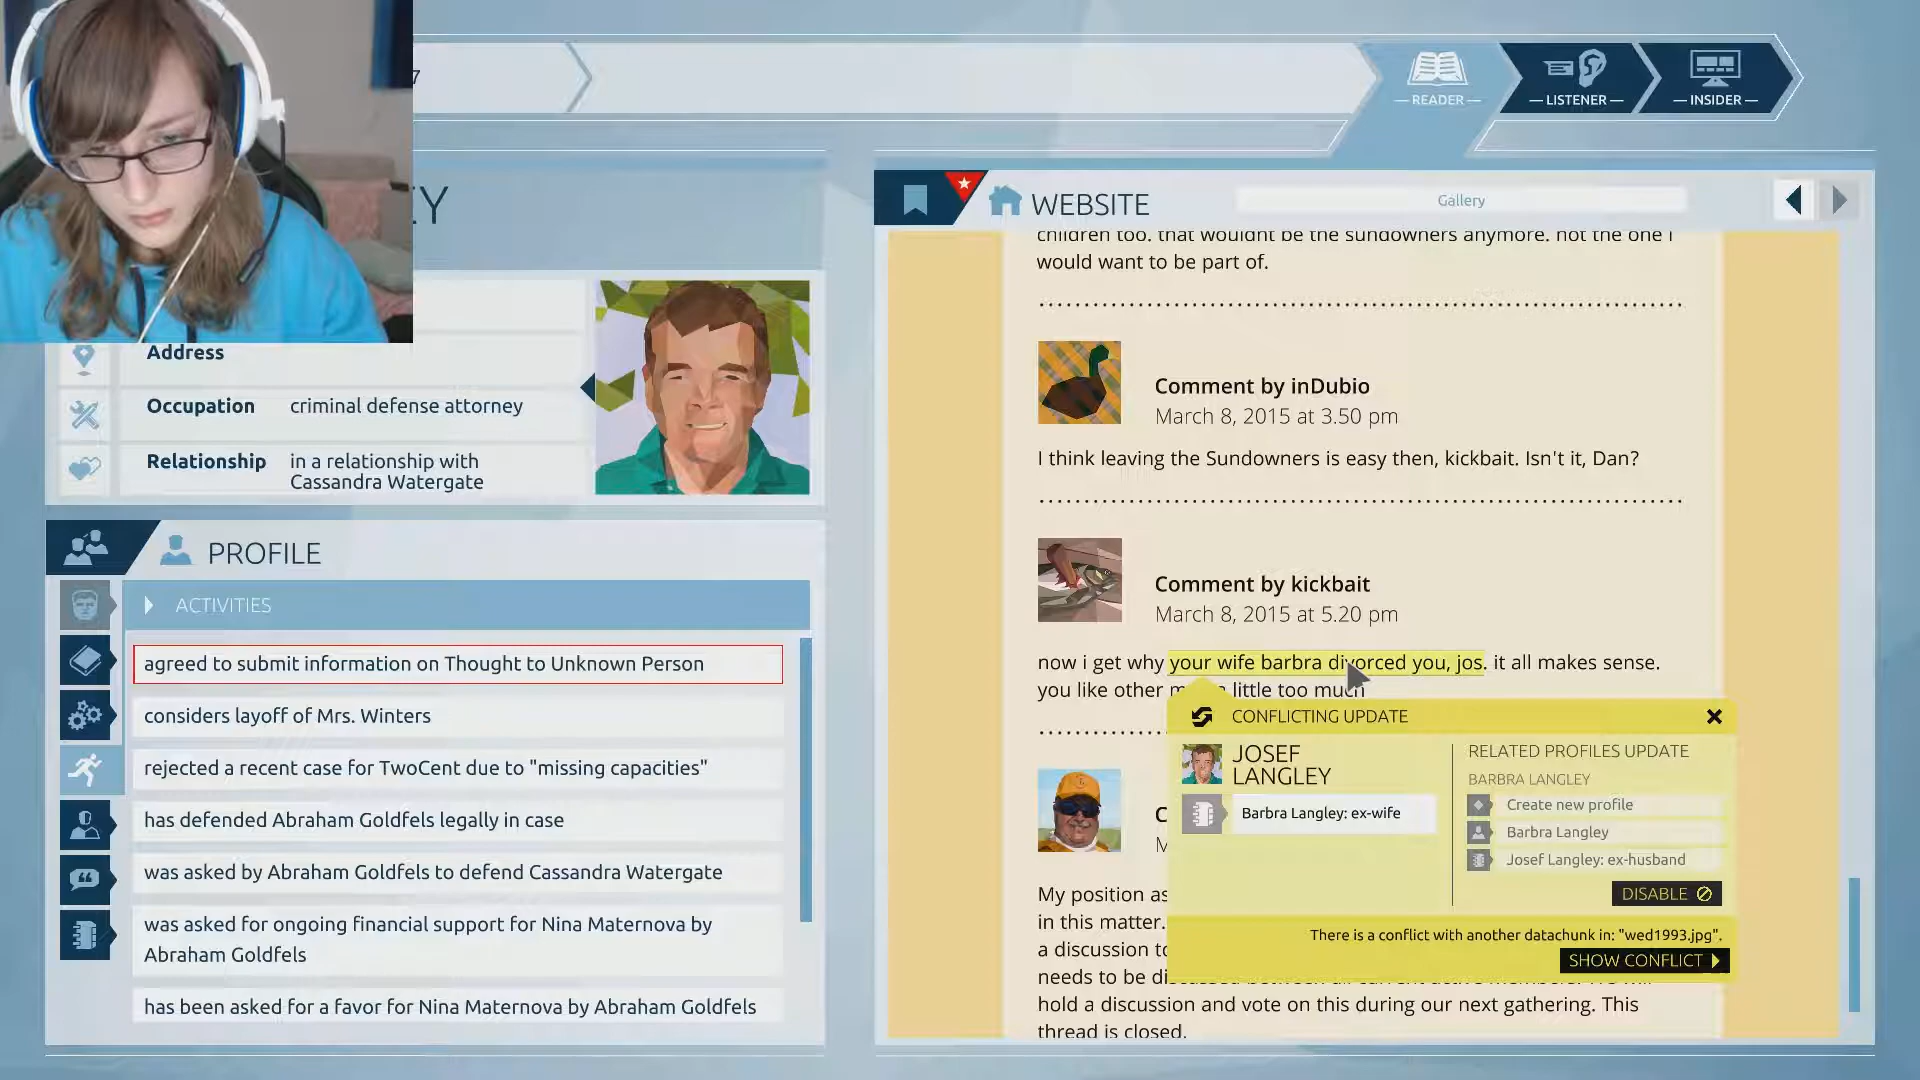 7
READER
LISTENER
INSIDER
EY
WEBSITE
Gallery
Address
Occupation criminal defense attorney
Relationship in a relationship with
Cassandra Watergate
PROFILE
ACTIVITIES
agreed to submit information on Thought to Unknown Person
considers layoff of Mrs. Winters
rejected a recent case for TwoCent due to "missing capacities"
has defended Abraham Goldfels legally in case
was asked by Abraham Goldfels to defend Cassandra Watergate
was asked for ongoing financial support for Nina Maternova by
Abraham Goldfels
has been asked for a favor for Nina Maternova by Abraham Goldfels
children too. that wouldnt be the sundowners anymore. not the one i
would want to be part of.
Comment by inDubio
March 8, 2015 at 3.50 pm
I think leaving the Sundowners is easy then, kickbait. Isn't it, Dan?
Comment by kickbait
March 8, 2015 at 5.20 pm
now i get why your wife barbra divorced you, jos. it all makes sense.
you like other little too much
CONFLICTING UPDATE
JOSEF
LANGLEY
Barbra Langley: ex-wife
RELATED PROFILES UPDATE
BARBRA LANGLEY
Create new profile
Barbra Langley
Josef Langley: ex-husband
DISABLE
There is a conflict with another datachunk in: "wed1993.jpg".
SHOW CONFLICT
C
M
My position as
in this matter.
a discussion to
needs to be
hold a discussion and vote on this during our next gathering. This
thread is closed.